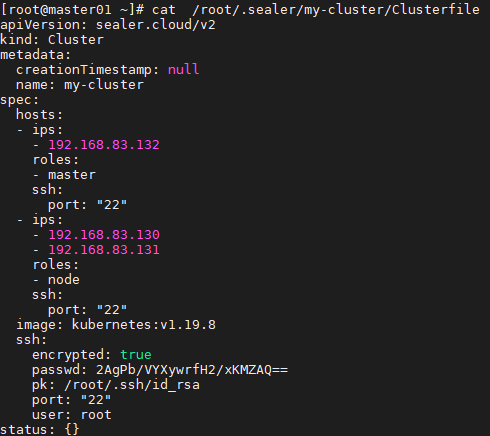 [root@master01 ~]# cat  /root/.sealer/my-cluster/Clusterfile
apiVersion: sealer.cloud/v2
kind: Cluster
metadata:
  creationTimestamp: null
  name: my-cluster
spec:
  hosts:
  - ips:
    - 192.168.83.132
    roles:
    - master
    ssh:
      port: "22"
  - ips:
    - 192.168.83.130
    - 192.168.83.131
    roles:
    - node
    ssh:
      port: "22"
  image: kubernetes:v1.19.8
  ssh:
    encrypted: true
    passwd: 2AgPb/VYXywrfH2/xKMZAQ==
    pk: /root/.ssh/id_rsa
    port: "22"
    user: root
status: {}